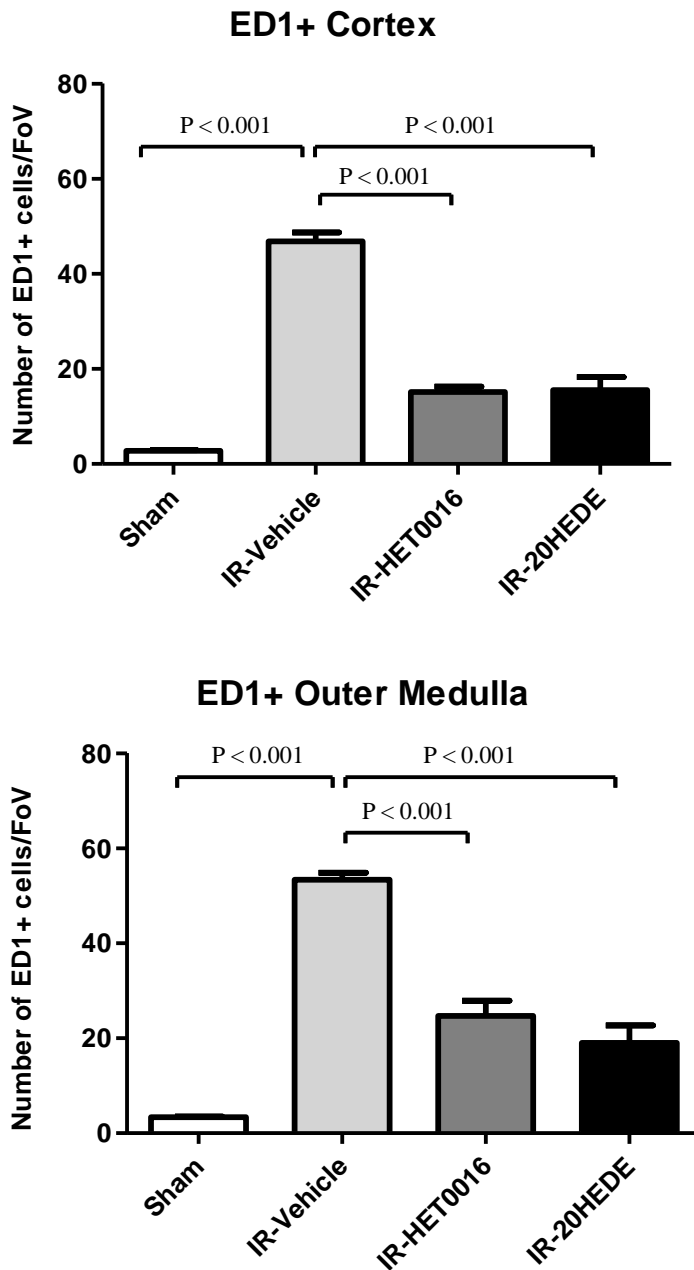 ED1+ Cortex
Number of ED1+ cells/FoV
80
60
40
20
0
P < 0.001
P < 0.001
P < 0.001
Sham
IR-Vehicle
IR-HET0016
IR-20HEDE
ED1+ Outer Medulla
Number of ED1+ cells/FoV
80
60
40
20
0
P < 0.001
P < 0.001
P < 0.001
Sham
IR-Vehicle
IR-HET0016
IR-20HEDE